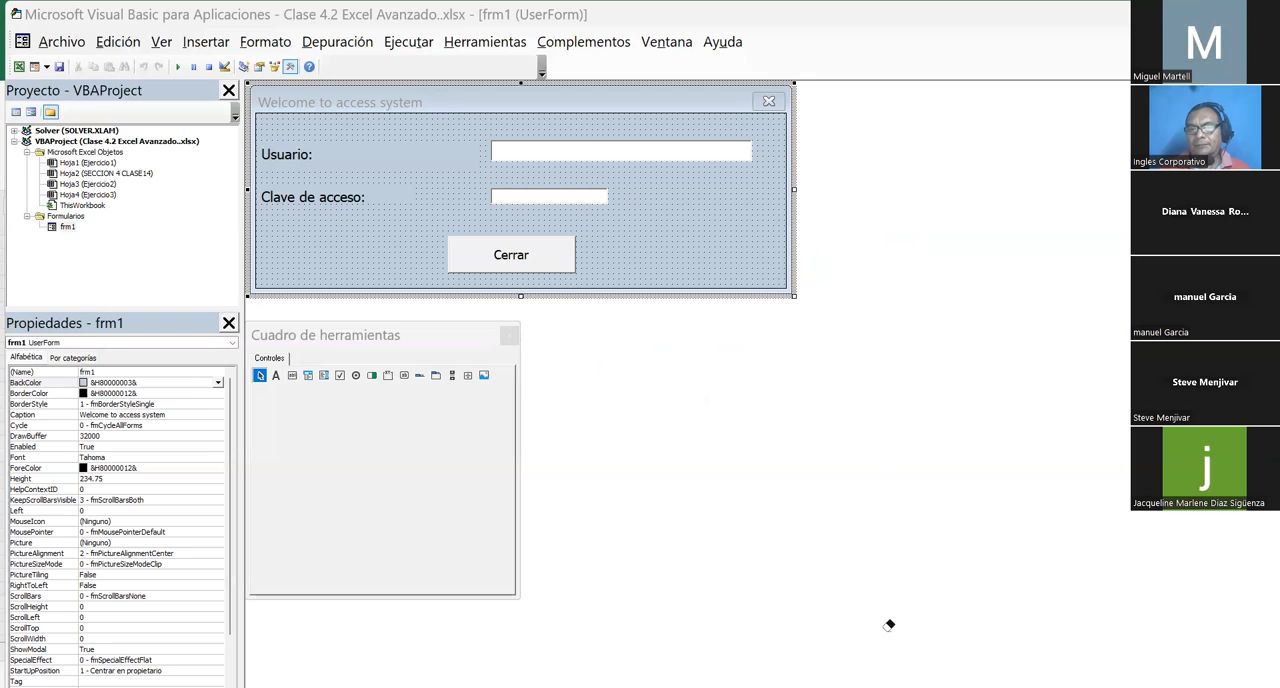 Microsoft Visual Basic para Aplicaciones - Clase 4.2 Excel Avanzado..xlsx - [frm1 (UserForm)]
Archivo Edición Ver Insertar Formato Depuración Ejecutar Herramientas Complementos Ventana Ayuda
Proyecto - VBAProject
Solver (SOLVER.XLAM)
VBAProject (Clase 4.2 Excel Avanzado..xlsx)
Microsoft Excel Objetos
Hoja1 (Ejercicio1)
Hoja2 (SECCION 4 CLASE14)
Hoja3 (Ejercicio2)
Hoja4 (Ejercicio3)
ThisWorkbook
Formularios
frm1
Propiedades - frm1
frm1 UserForm
Alfabética Por categorías
(Name) frm1
BackColor &H80000003&
BorderColor &H80000012&
BorderStyle 1 - fmBorderStyleSingle
Caption Welcome to access system
Cycle 0 - fmCycleAllForms
DrawBuffer 32000
Enabled True
Font Tahoma
ForeColor &H80000012&
Height 234.75
HelpContextID 0
KeepScrollBarsVisible 3 - fmScrollBarsBoth
Left 0
MouseIcon (Ninguno)
MousePointer 0 - fmMousePointerDefault
Picture (Ninguno)
PictureAlignment 2 - fmPictureAlignmentCenter
PictureSizeMode 0 - fmPictureSizeModeClip
PictureTiling False
RightToLeft False
ScrollBars 0 - fmScrollBarsNone
ScrollHeight 0
ScrollLeft 0
ScrollTop 0
ScrollWidth 0
ShowModal True
SpecialEffect 0 - fmSpecialEffectFlat
StartUpPosition 1 - Centrar en propietario
Tag
Welcome to access system
Usuario:
Clave de acceso:
Cerrar
Cuadro de herramientas
Controles
M
Miguel Martell
Ingles Corporativo
Diana Vanessa Ro...
manuel Garcia
manuel Garcia
Steve Menjivar
Steve Menjivar
j
Jacqueline Marlene Diaz Sigüenza